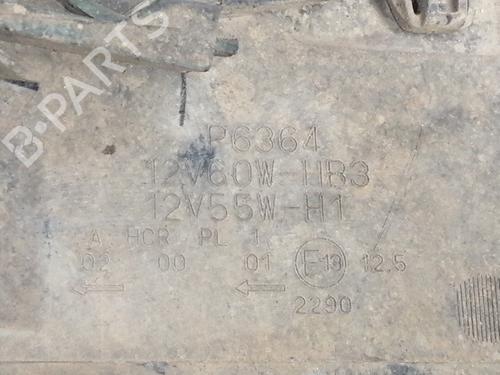 B-PARTS
P6364
12V60W-HB3
12V55W-H1
A HCR PL 1
02 00 01 E13 12.5
2290